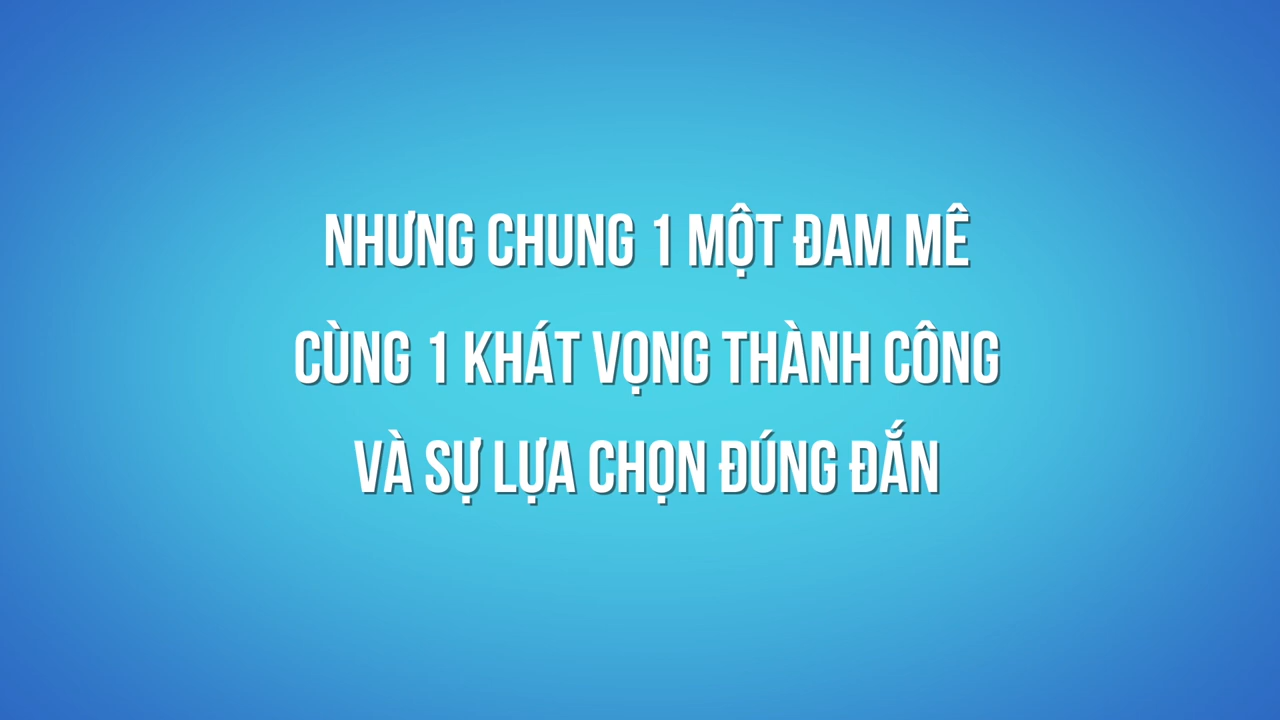 NHƯNG CHUNG 1 MỘT ĐAM MÊ
CÙNG 1 KHÁT VỌNG THÀNH CÔNG
VÀ SỰ LỰA CHỌN ĐÚNG ĐẮN